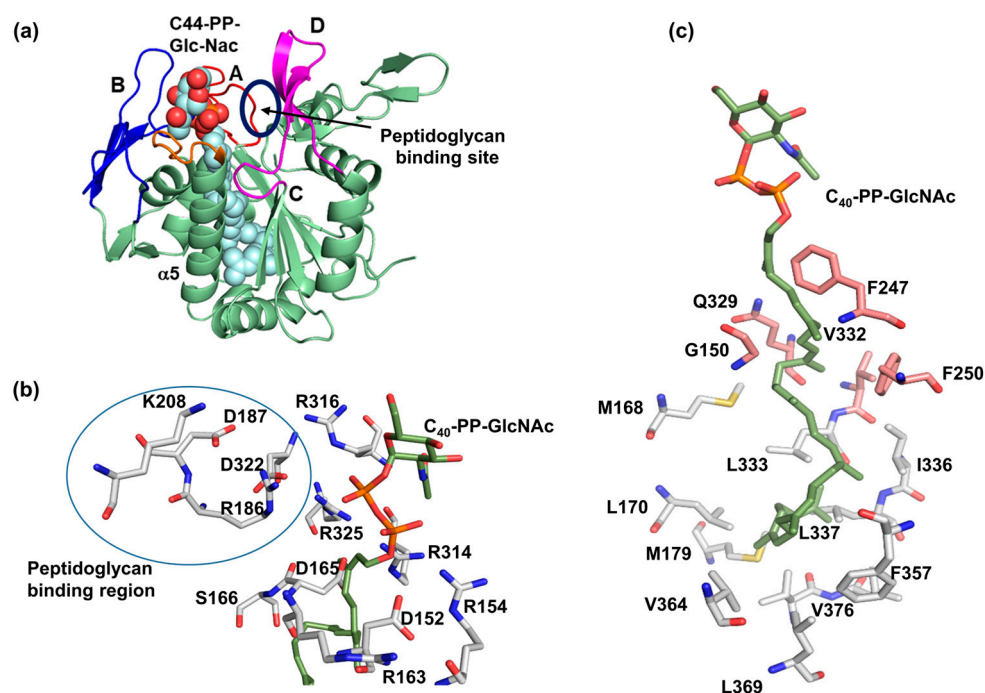 (a)
C44-PP-
Glc-Nac
A
B
D
Peptidoglycan
binding site
C
α5
(b)
K208
D187
R316
C₄₀-PP-GlcNAc
D322
R186
R325
R314
Peptidoglycan
binding region
D165
S166
D152
R154
R163
(c)
C₄₀-PP-GlcNAc
F247
Q329
V332
G150
F250
M168
L333
I336
L170
L337
M179
F357
V364
V376
L369